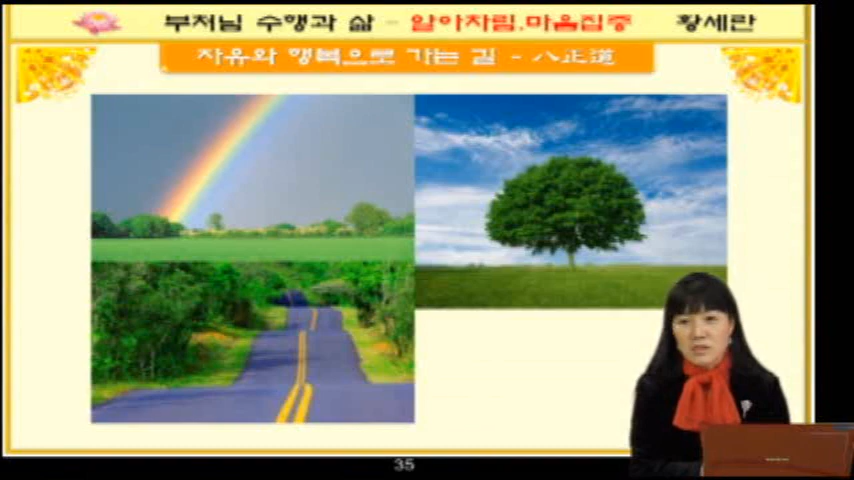 부처님 수행과 삶 - 알아차림.마음집중 황세란
자유와 행복으로 가는 길 - 八正道
35